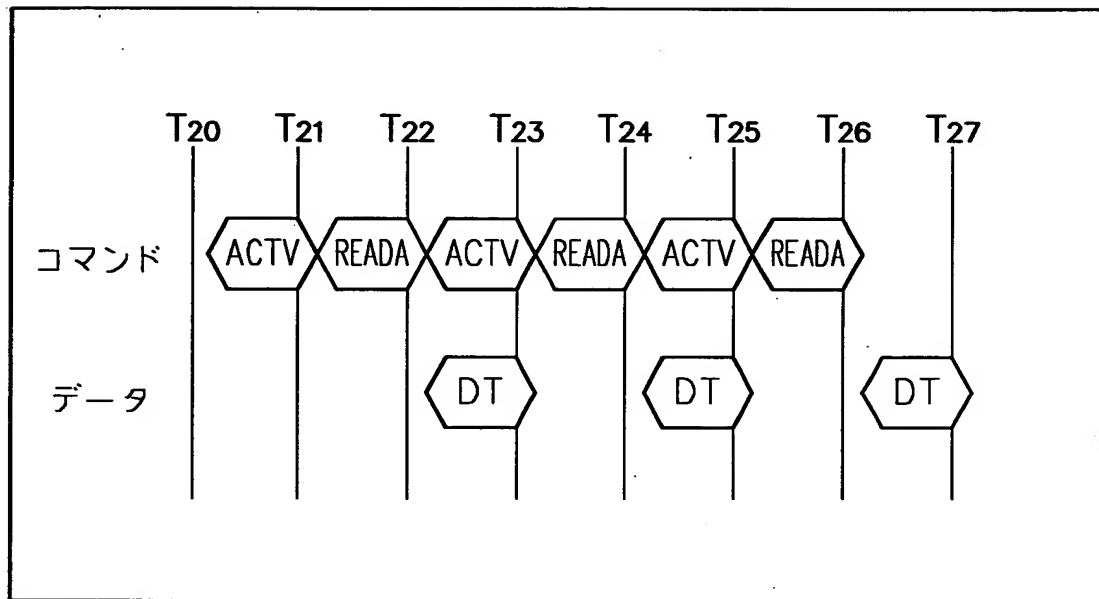 T20 T21 T22 T23 T24 T25 T26 T27
コマンド ACTV READA ACTV READA ACTV READA
データ DT DT DT